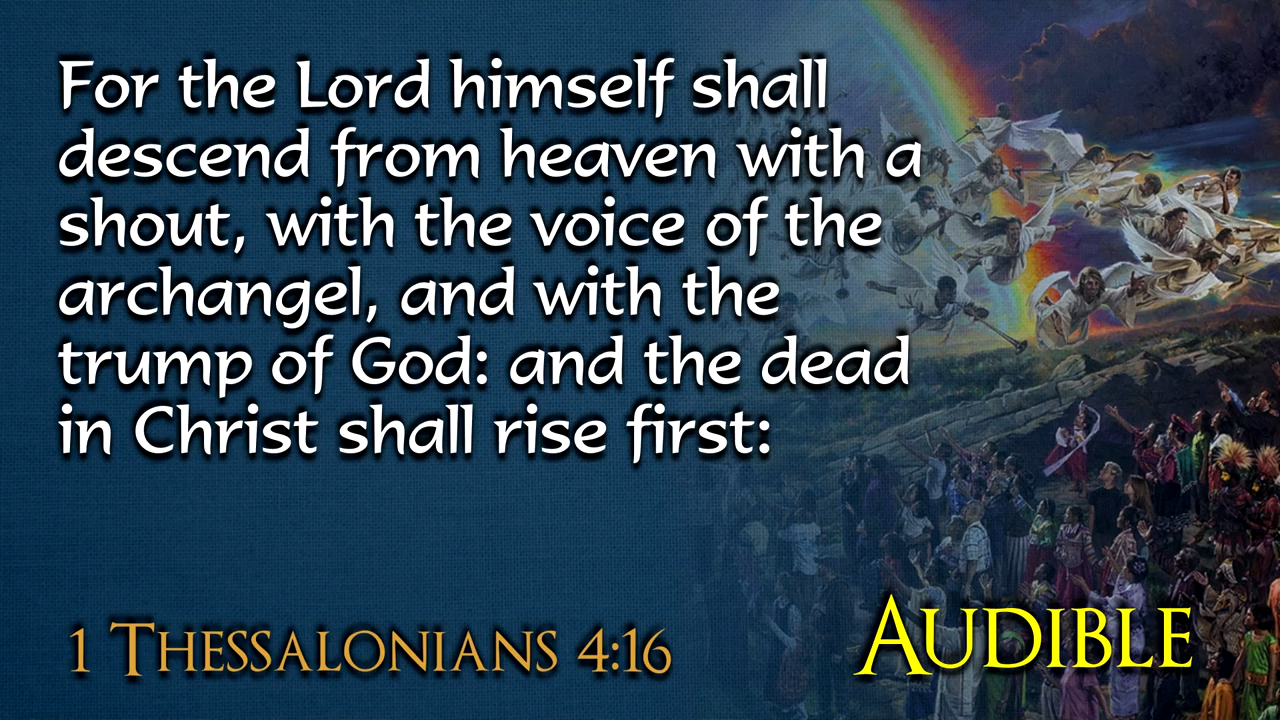 For the Lord himself shall
descend from heaven with a
shout, with the voice of the
archangel, and with the
trump of God: and the dead
in Christ shall rise first:
1 Thessalonians 4:16
Audible